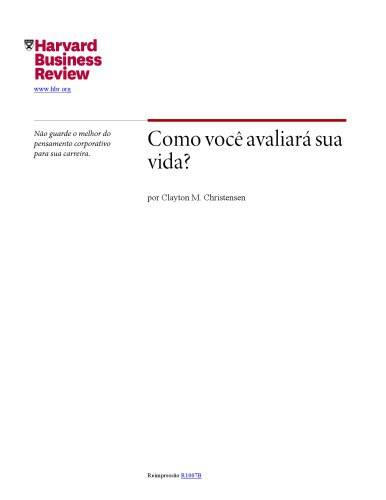 Harvard
Business
Review
www.hbr.org
Não guarde o melhor do
pensamento corporativo
para sua carreira.
Como você avaliará sua
vida?
por Clayton M. Christensen
Reimpressão R1007B